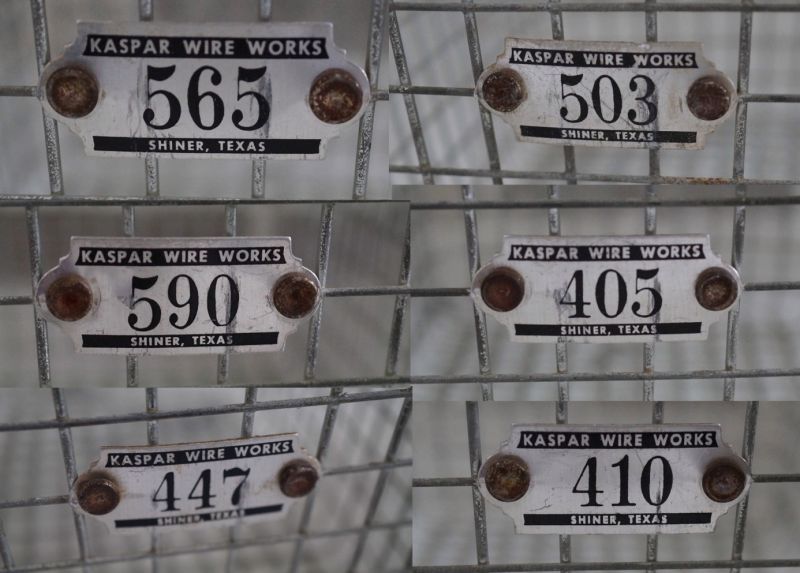 KASPAR WIRE WORKS
565
SHINER, TEXAS
KASPAR WIRE WORKS
503
SHINER, TEXAS
KASPAR WIRE WORKS
590
SHINER, TEXAS
KASPAR WIRE WORKS
405
SHINER, TEXAS
KASPAR WIRE WORKS
447
SHINER, TEXAS
KASPAR WIRE WORKS
410
SHINER, TEXAS